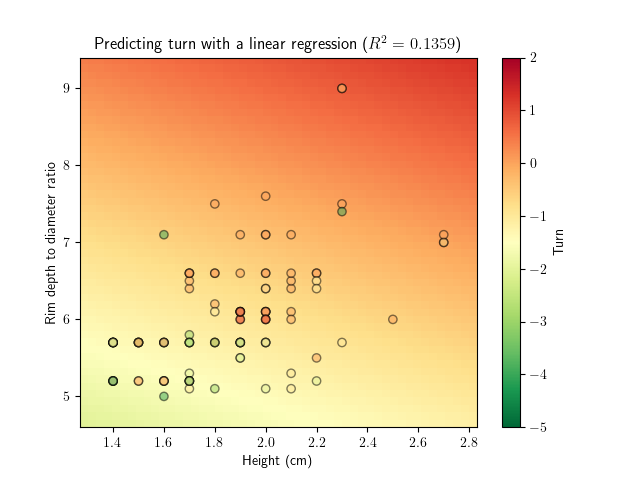 Predicting turn with a linear regression (R² = 0.1359)
9
8
7
6
5
Rim depth to diameter ratio
1.4 1.6 1.8 2.0 2.2 2.4 2.6 2.8
Height (cm)
2
1
0
−1
−2
−3
−4
−5
Turn